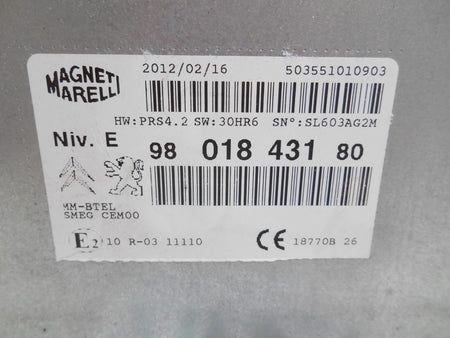 MAGNETI MARELLI
2012/02/16 503551010903
HW:PRS4.2 SW:30HR6 SN°:SL603AG2M
Niv. E
98 018 431 80
MM-BTEL
SMEG CEM00
E2 10 R-03 11110 CE 18770B 26